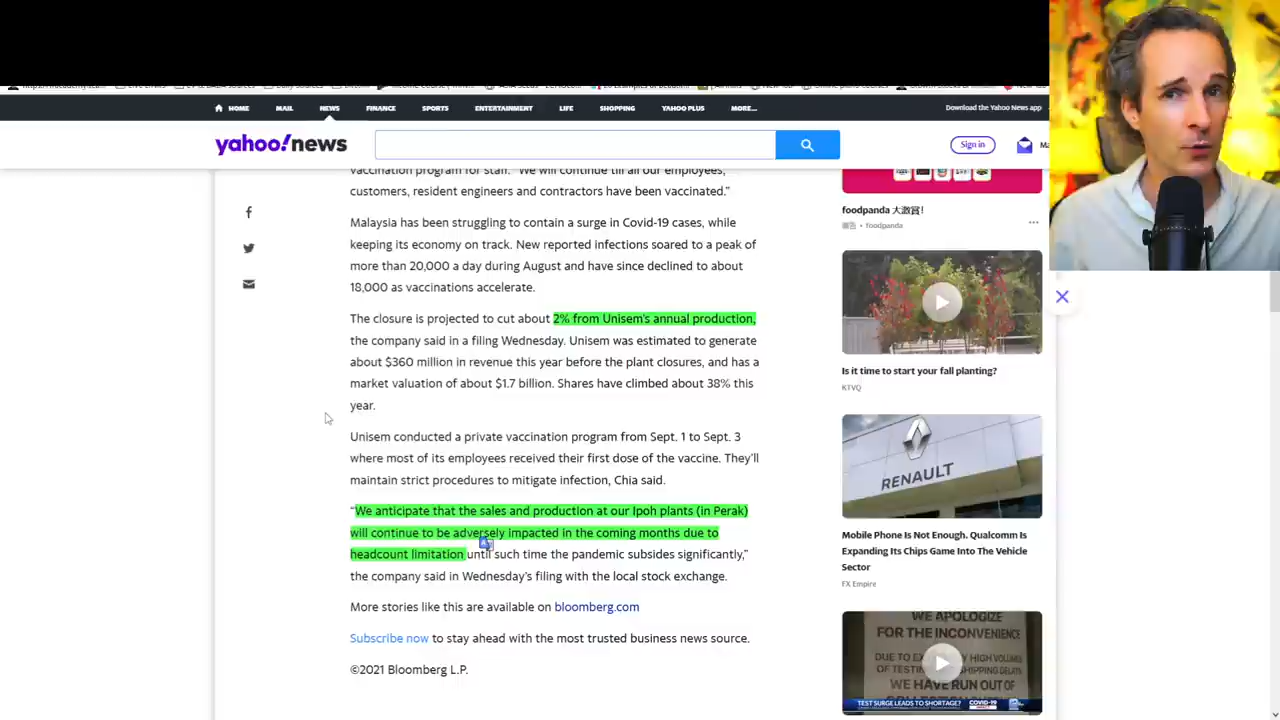 HOME MAIL NEWS FINANCE SPORTS ENTERTAINMENT LIFE SHOPPING YAHOO PLUS MORE... Download the Yahoo News app
yahoo!news
Sign in
Ma
vaccination program for staff. "We will continue till all our employees,
customers, resident engineers and contractors have been vaccinated."
Malaysia has been struggling to contain a surge in Covid-19 cases, while
keeping its economy on track. New reported infections soared to a peak of
more than 20,000 a day during August and have since declined to about
18,000 as vaccinations accelerate.
The closure is projected to cut about 2% from Unisem's annual production,
the company said in a filing Wednesday. Unisem was estimated to generate
about $360 million in revenue this year before the plant closures, and has a
market valuation of about $1.7 billion. Shares have climbed about 38% this
year.
Unisem conducted a private vaccination program from Sept. 1 to Sept. 3
where most of its employees received their first dose of the vaccine. They'll
maintain strict procedures to mitigate infection, Chia said.
"We anticipate that the sales and production at our Ipoh plants (in Perak)
will continue to be adversely impacted in the coming months due to
headcount limitation until such time the pandemic subsides significantly,"
the company said in Wednesday's filing with the local stock exchange.
More stories like this are available on bloomberg.com
Subscribe now to stay ahead with the most trusted business news source.
©2021 Bloomberg L.P.
foodpanda 大激賞!
• foodpanda
Is it time to start your fall planting?
KTVQ
RENAULT
Mobile Phone Is Not Enough. Qualcomm Is
Expanding Its Chips Game Into The Vehicle
Sector
FX Empire
WE APOLOGIZE
FOR THE INCONVENIENCE
WE HAVE RUN OUT OF
TEST SURGE LEADS TO SHORTAGE? COVID-19